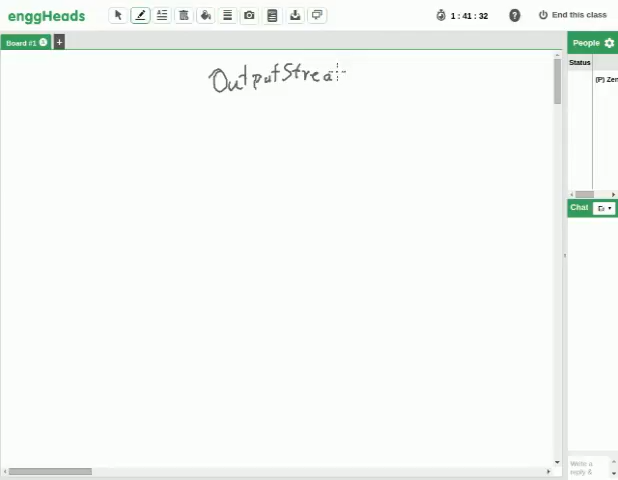 enggHeads
1 : 41 : 32
?
End this class
Board #1
+
People
Status
(P) Zen
OutputStrea
Chat
Write a
reply &